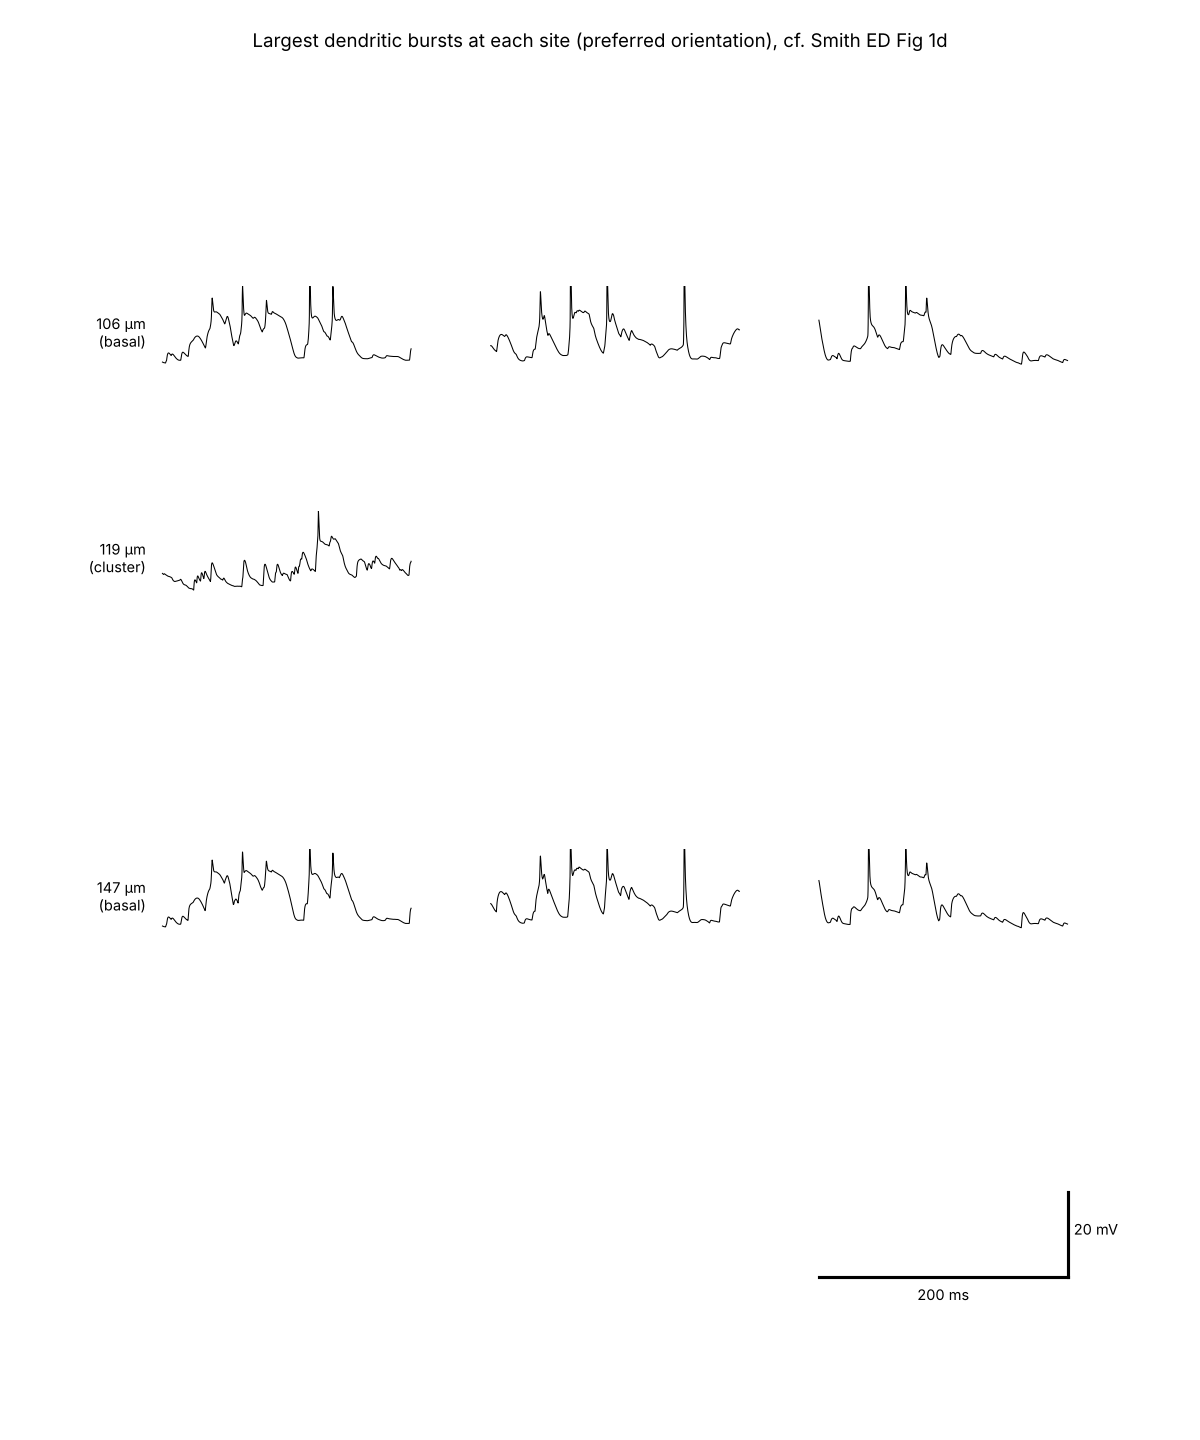 Largest dendritic bursts at each site (preferred orientation), cf. Smith ED Fig 1d
106 µm
(basal)
119 µm
(cluster)
147 µm
(basal)
20 mV
200 ms